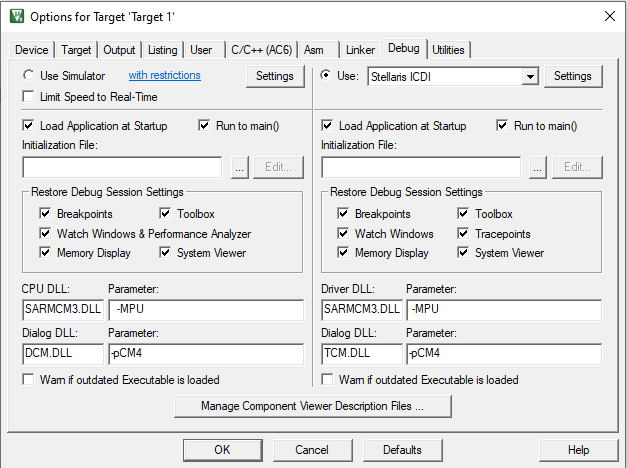 Options for Target 'Target 1'
Device Target Output Listing User C/C++ (AC6) Asm Linker Debug Utilities
Use Simulator with restrictions Settings Use: Stellaris ICDI Settings
Limit Speed to Real-Time
Load Application at Startup Run to main() Load Application at Startup Run to main()
Initialization File: Initialization File:
... Edit... ... Edit...
Restore Debug Session Settings Restore Debug Session Settings
Breakpoints Toolbox Breakpoints Toolbox
Watch Windows & Performance Analyzer Watch Windows Tracepoints
Memory Display System Viewer Memory Display System Viewer
CPU DLL: Parameter: Driver DLL: Parameter:
SARMCM3.DLL -MPU SARMCM3.DLL -MPU
Dialog DLL: Parameter: Dialog DLL: Parameter:
DCM.DLL -pCM4 TCM.DLL -pCM4
Warn if outdated Executable is loaded Warn if outdated Executable is loaded
Manage Component Viewer Description Files ...
OK Cancel Defaults Help